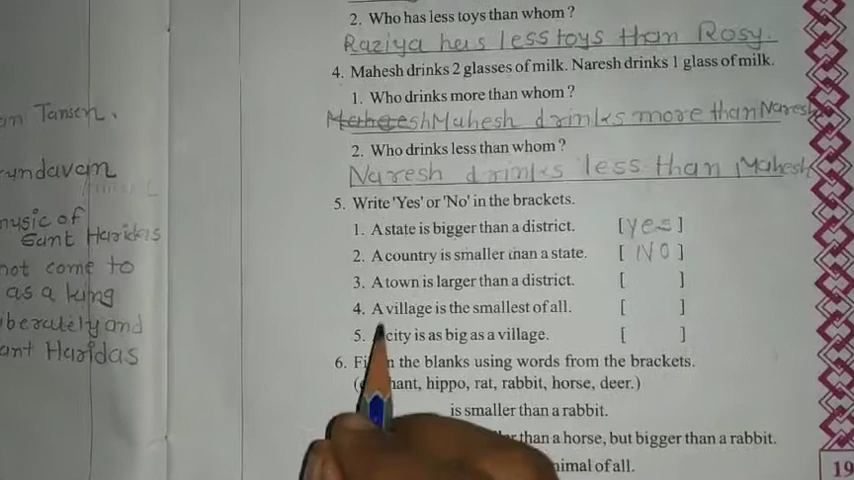 2. Who has less toys than whom ?
Raziya has less toys than Rosy.
4. Mahesh drinks 2 glasses of milk. Naresh drinks 1 glass of milk.
1. Who drinks more than whom ?
Mahesh drinks more than Naresh
2. Who drinks less than whom ?
Naresh drinks less than Mahesh
5. Write 'Yes' or 'No' in the brackets.
1. A state is bigger than a district. [yes]
2. A country is smaller than a state. [NO]
3. A town is larger than a district. [ ]
4. A village is the smallest of all. [ ]
5. city is as big as a village. [ ]
6. in the blanks using words from the brackets.
hippo, rat, rabbit, horse, deer.)
is smaller than a rabbit.
than a horse, but bigger than a rabbit.
of all.
19
Tansen.
music of
Sant Haridas
not come to
as a king
and
Haridas